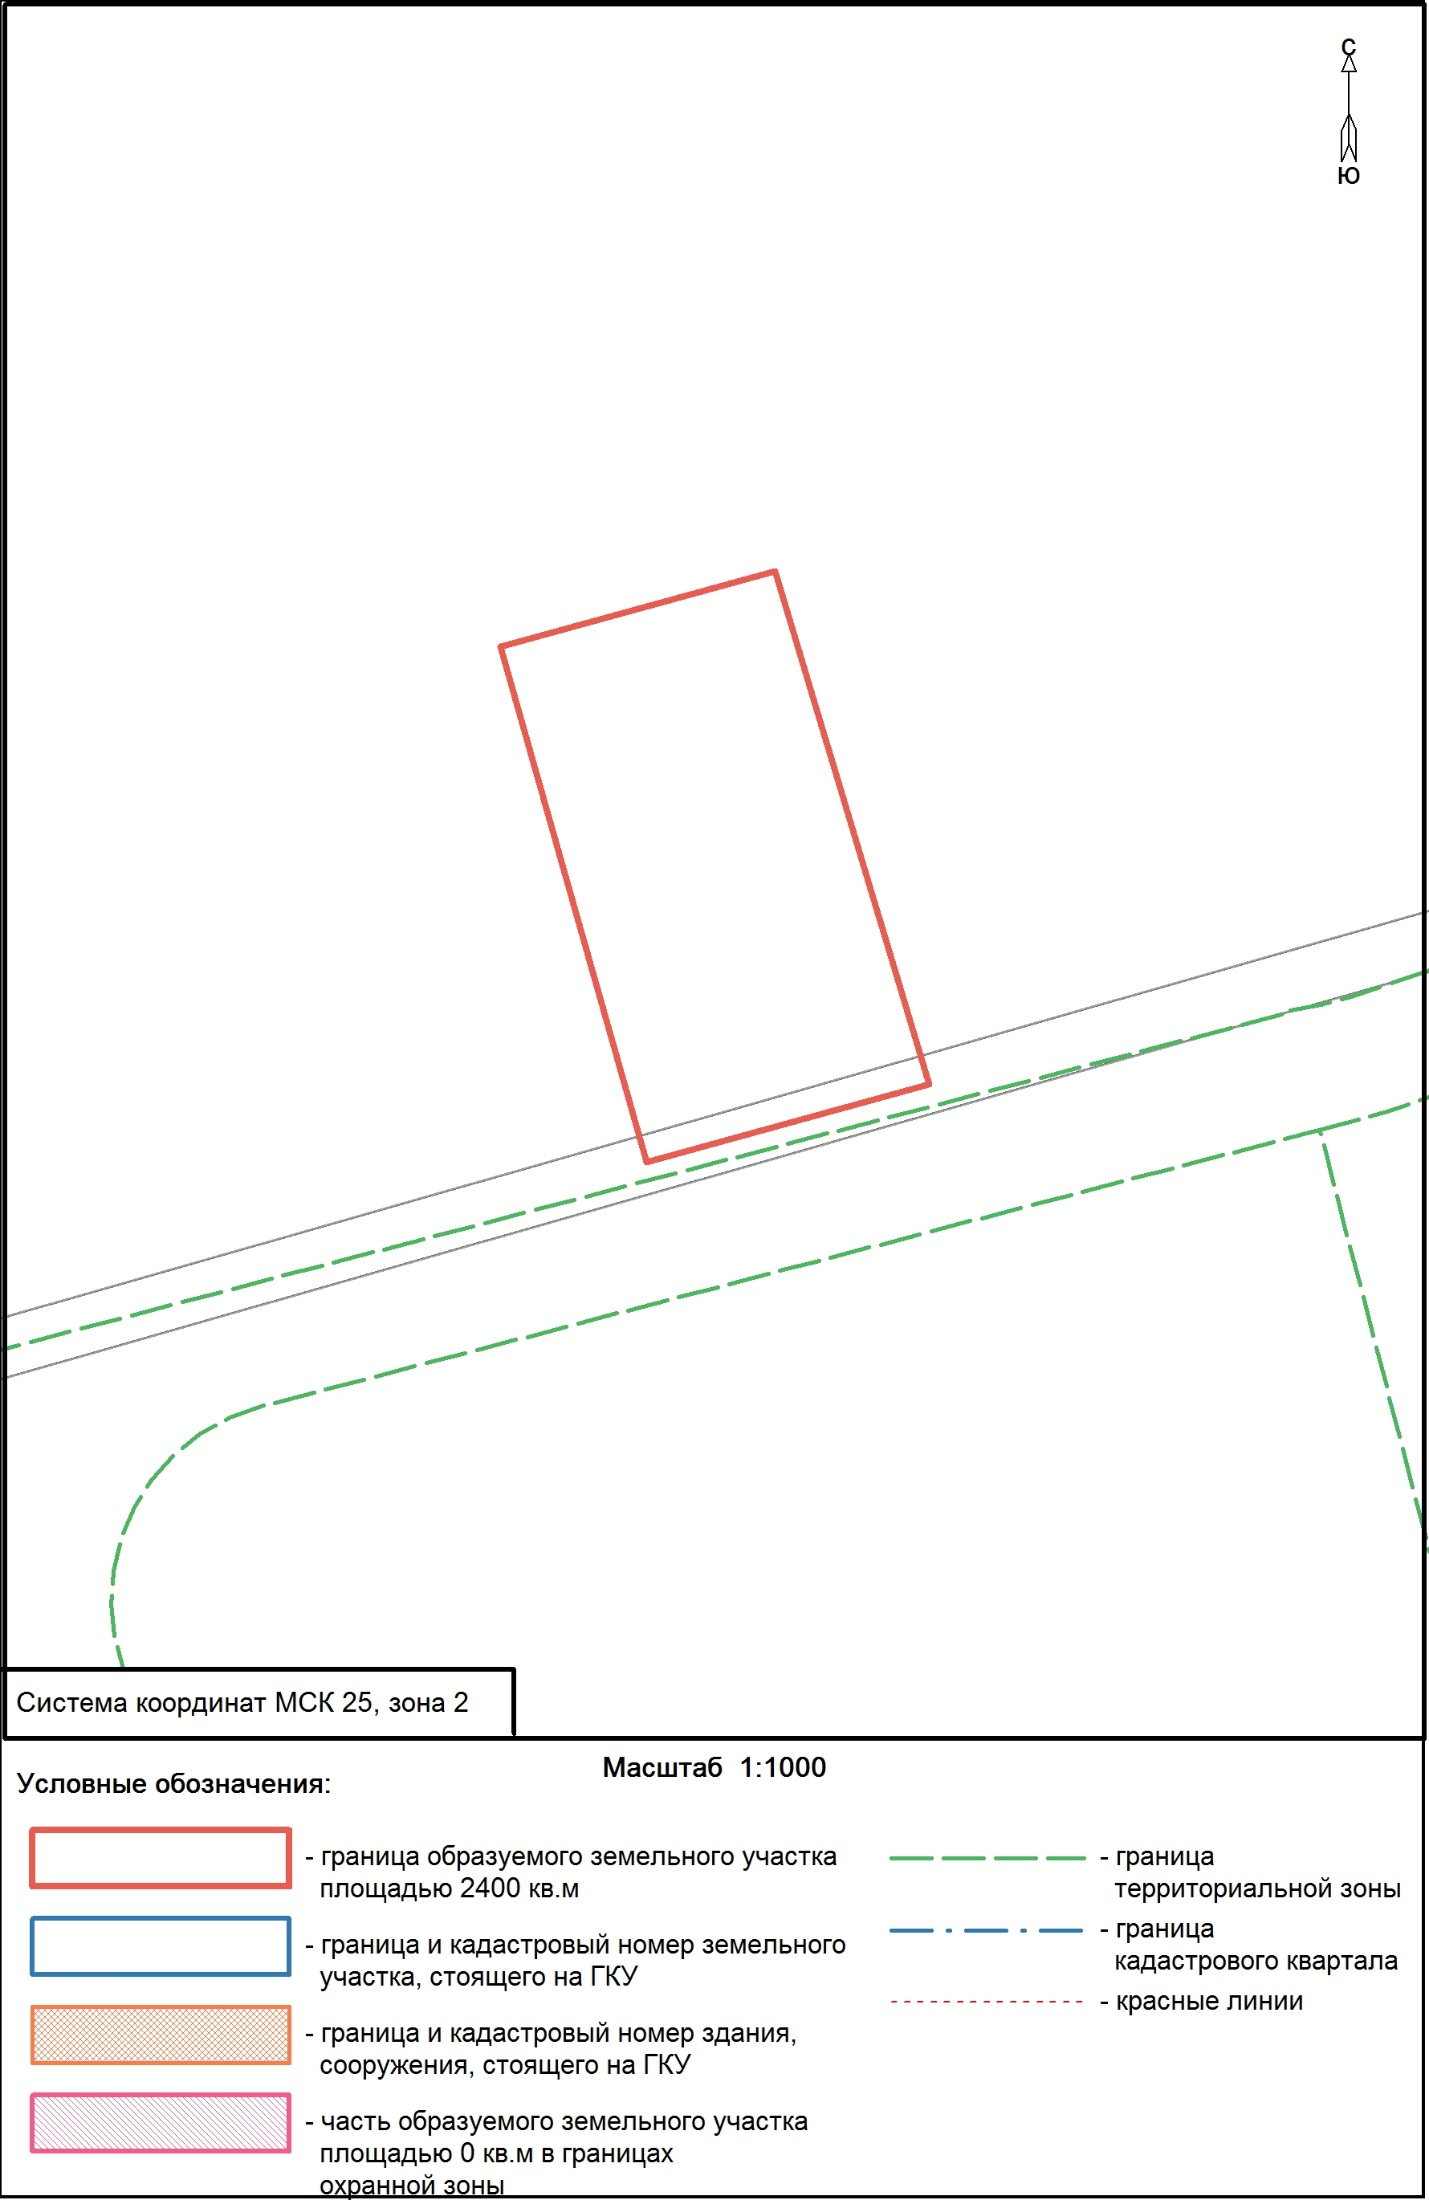 С
Ю
Система координат МСК 25, зона 2
Масштаб 1:1000
Условные обозначения:
- граница образуемого земельного участка
площадью 2400 кв.м
- граница и кадастровый номер земельного
участка, стоящего на ГКУ
- граница и кадастровый номер здания,
сооружения, стоящего на ГКУ
- часть образуемого земельного участка
площадью 0 кв.м в границах
охранной зоны
- граница
территориальной зоны
- граница
кадастрового квартала
- красные линии